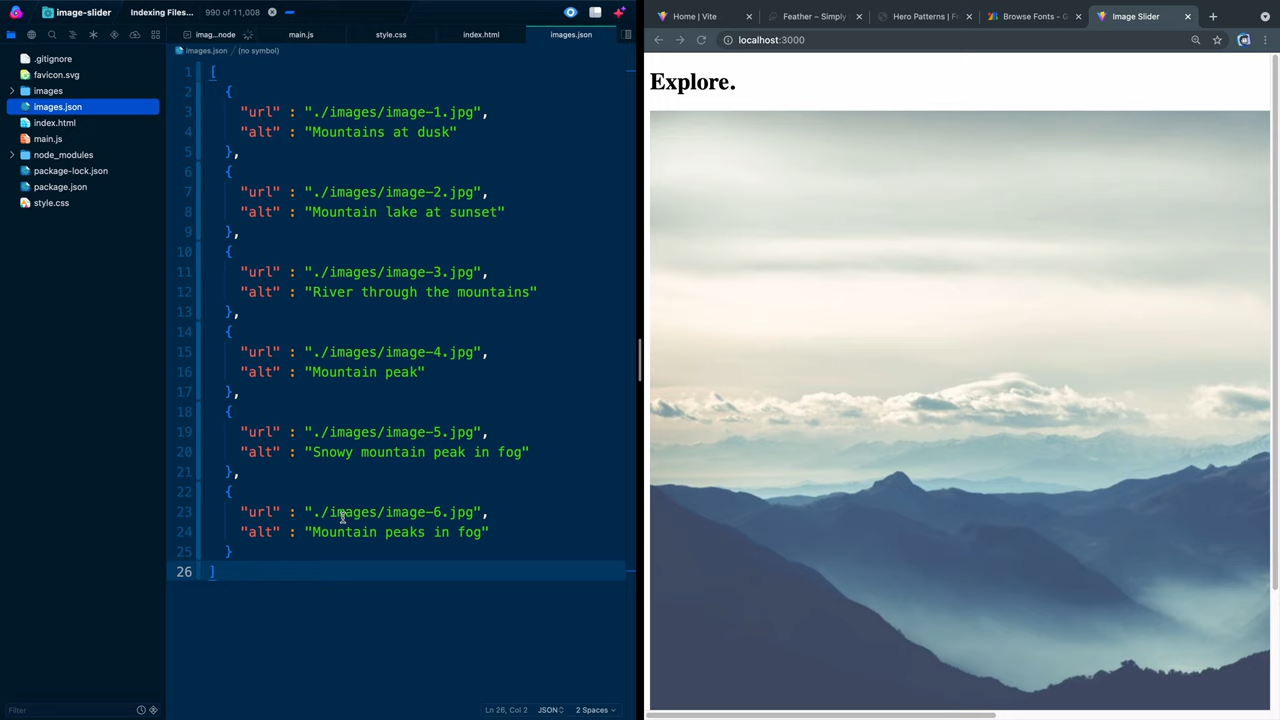 image-slider
Indexing Files...
990 of 11,008
imag...node
main.js
style.css
index.html
images.json
images.json / (no symbol)
.gitignore
favicon.svg
images
images.json
index.html
main.js
node_modules
package-lock.json
package.json
style.css
Filter
1 [
2 {
3 "url" : "./images/image-1.jpg",
4 "alt" : "Mountains at dusk"
5 },
6 {
7 "url" : "./images/image-2.jpg",
8 "alt" : "Mountain lake at sunset"
9 },
10 {
11 "url" : "./images/image-3.jpg",
12 "alt" : "River through the mountains"
13 },
14 {
15 "url" : "./images/image-4.jpg",
16 "alt" : "Mountain peak"
17 },
18 {
19 "url" : "./images/image-5.jpg",
20 "alt" : "Snowy mountain peak in fog"
21 },
22 {
23 "url" : "./images/image-6.jpg",
24 "alt" : "Mountain peaks in fog"
25 }
26 ]
Ln 26, Col 2
JSON
2 Spaces
Home | Vite
Feather – Simply
Hero Patterns | F
Browse Fonts - G
Image Slider
localhost:3000
Explore.